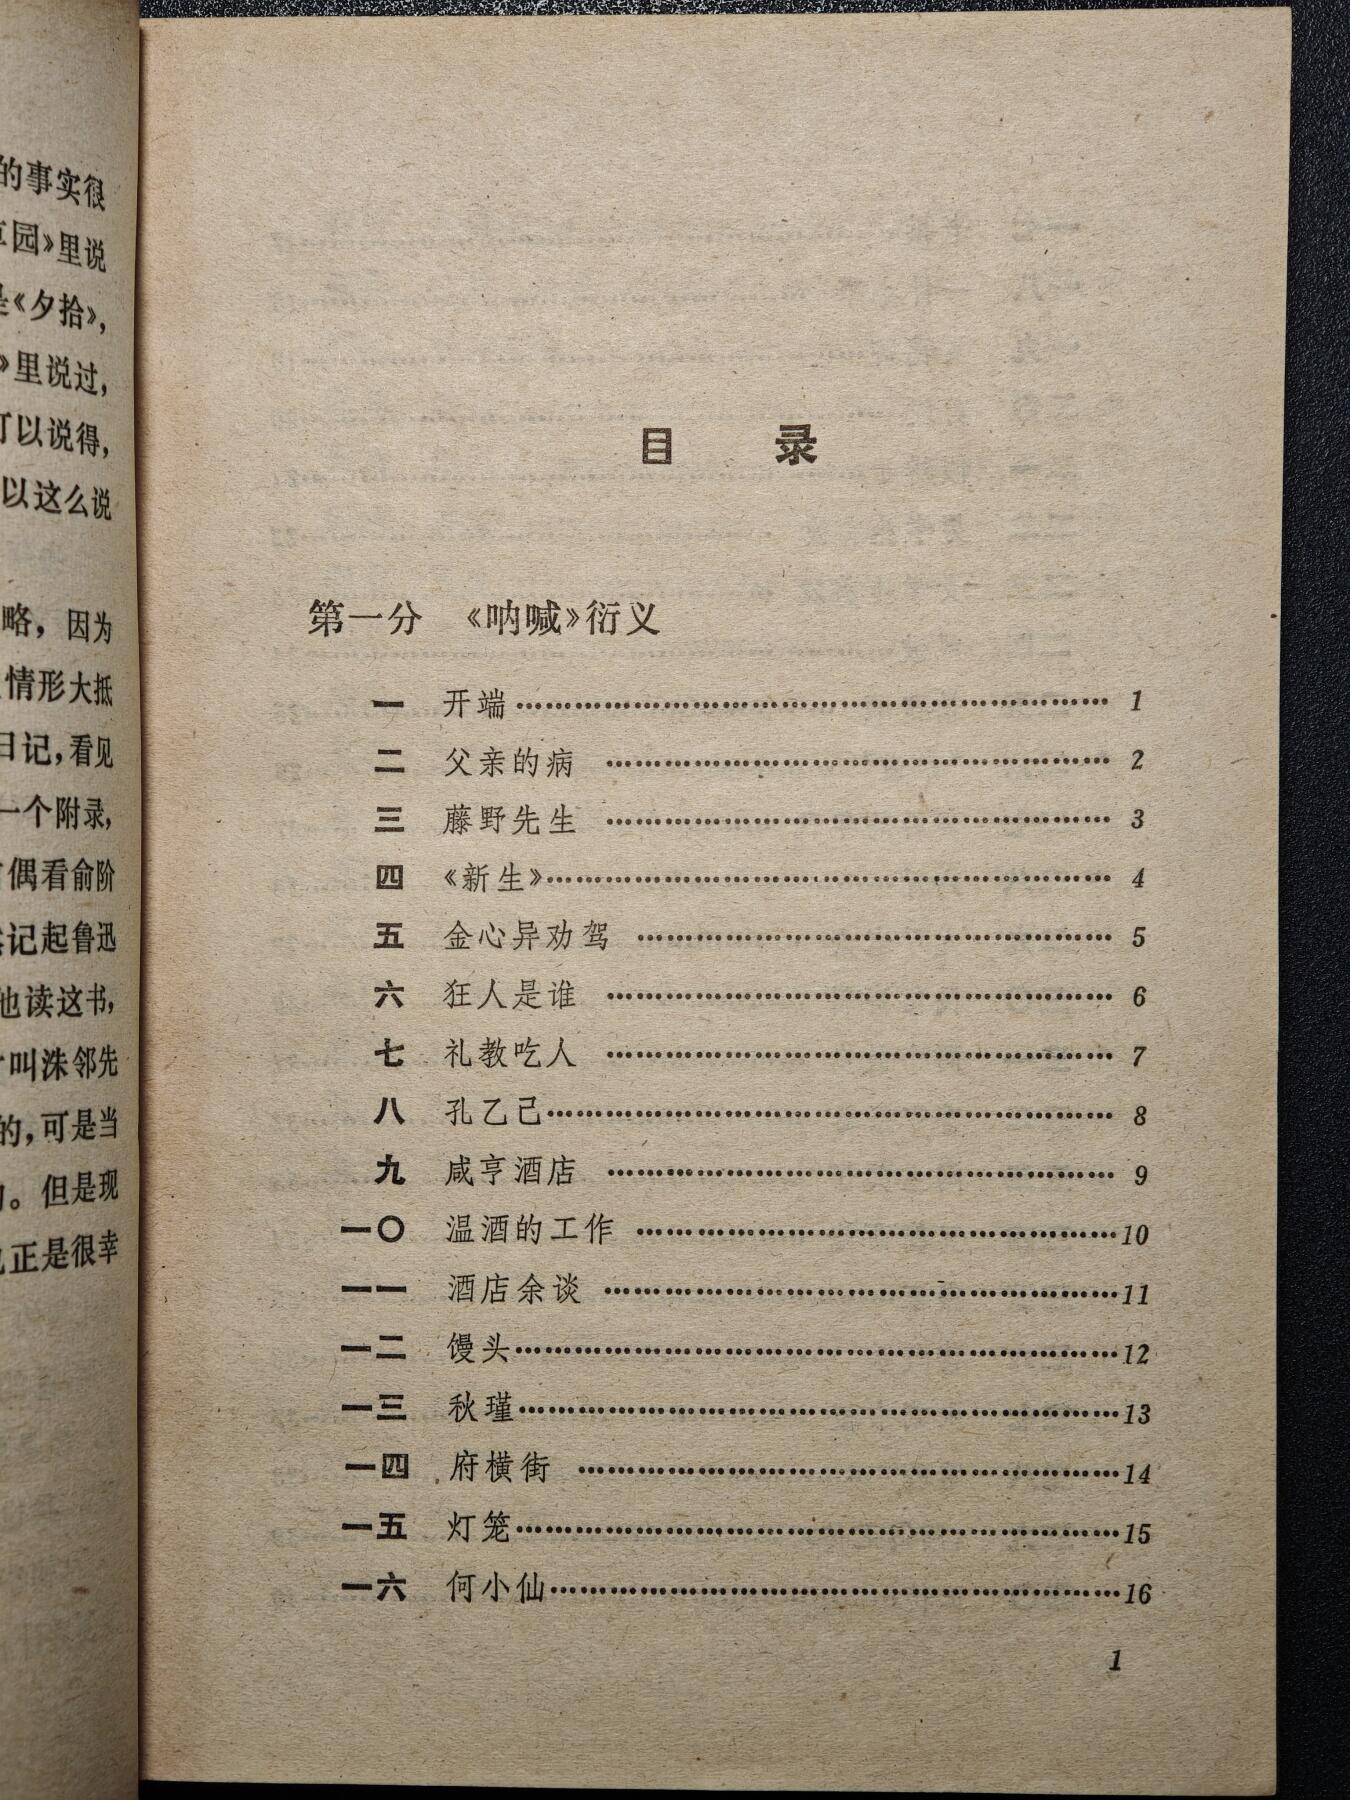 的事实很
园》里说
《夕拾》,
》里说过,
可以说得,
以这么说
略，因为
情形大抵
日记，看见
一个附录,
偶看俞阶
记起鲁迅
他读这书,
叫洙邻先
的，可是当
。但是现
正是很幸
目 录
第一分 《呐喊》衍义
一 开端……………………1
二 父亲的病……………………2
三 藤野先生……………………3
四 《新生》……………………4
五 金心异劝驾……………………5
六 狂人是谁……………………6
七 礼教吃人……………………7
八 孔乙己……………………8
九 咸亨酒店……………………9
一〇 温酒的工作……………………10
一一 酒店余谈……………………11
一二 馒头……………………12
一三 秋瑾……………………13
一四 府横街……………………14
一五 灯笼……………………15
一六 何小仙……………………16
1